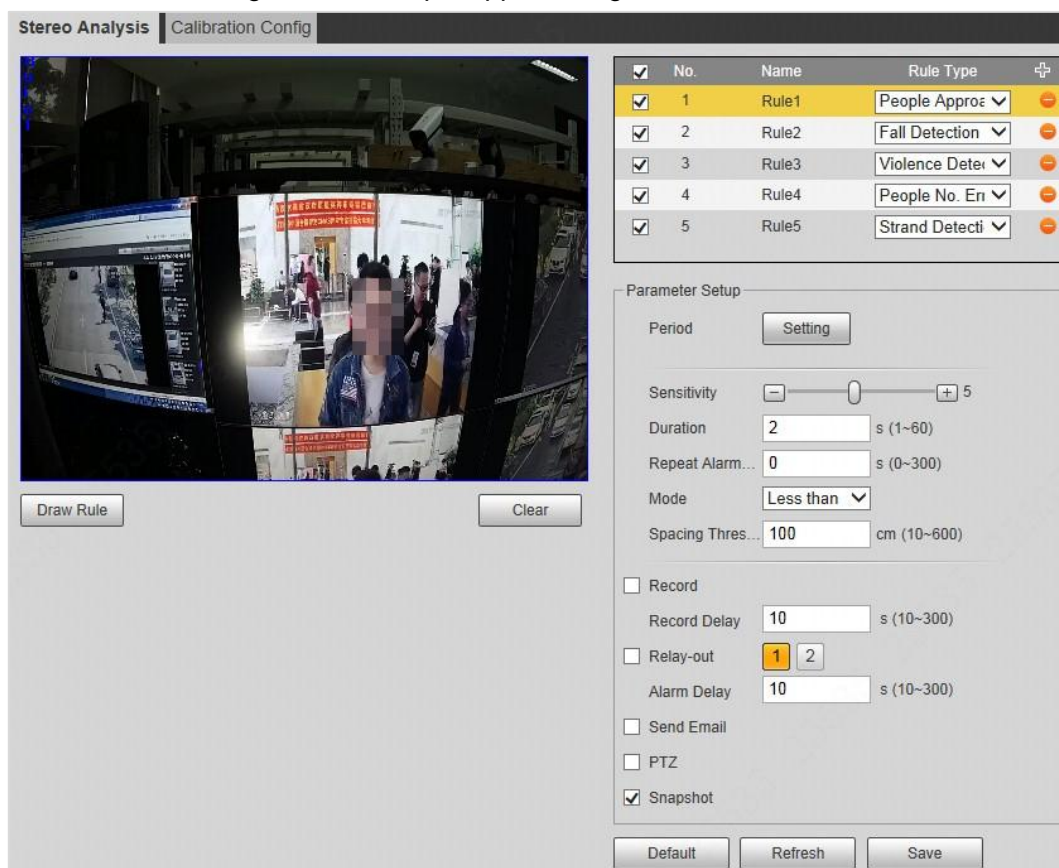 Stereo Analysis Calibration Config
No. Name Rule Type
1 Rule1 People Approa
2 Rule2 Fall Detection
3 Rule3 Violence Dete
4 Rule4 People No. Er
5 Rule5 Strand Detecti
Parameter Setup
Period Setting
Sensitivity 5
Duration 2 s (1~60)
Repeat Alarm... 0 s (0~300)
Mode Less than
Spacing Thres... 100 cm (10~600)
Draw Rule Clear
Record
Record Delay 10 s (10~300)
Relay-out 1 2
Alarm Delay 10 s (10~300)
Send Email
PTZ
Snapshot
Default Refresh Save